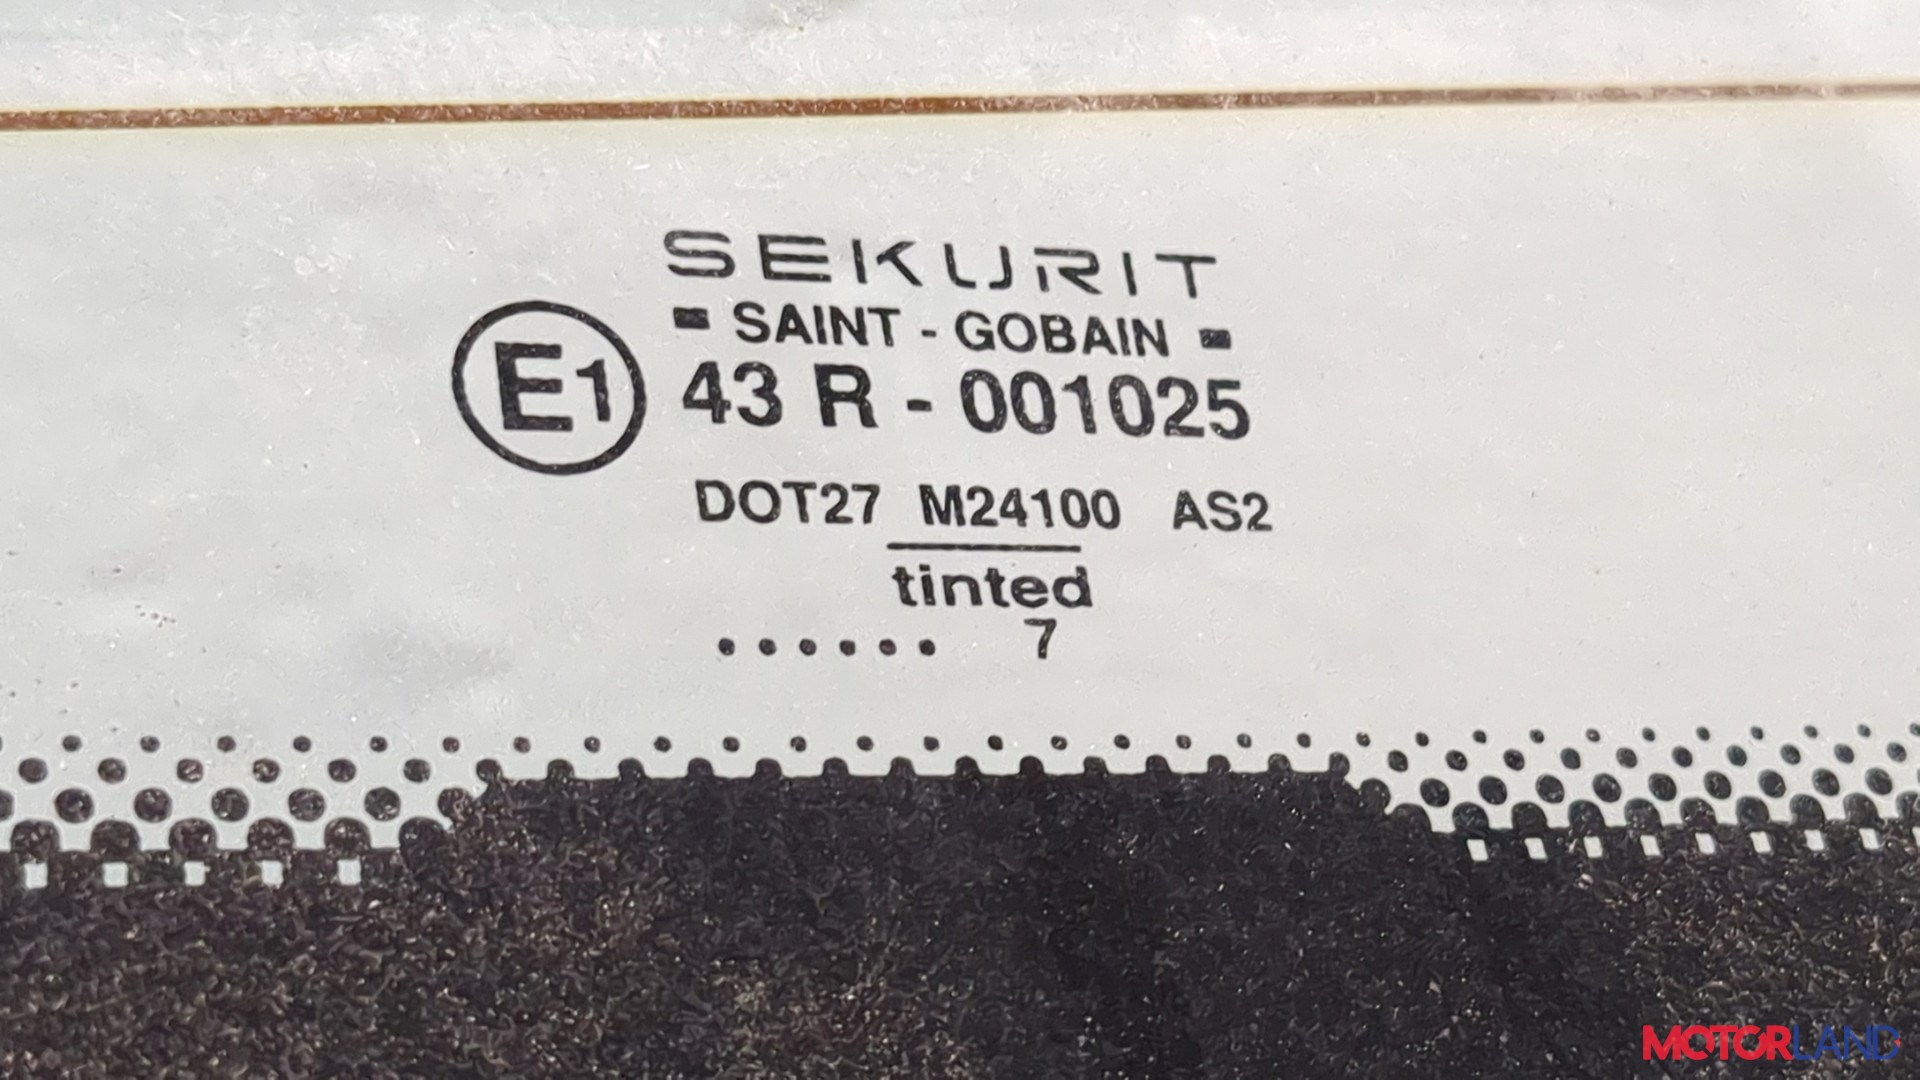 SEKURIT
SAINT - GOBAIN
E1 43 R - 001025
DOT27 M24100 AS2
tinted
...... 7
MOTORLAND